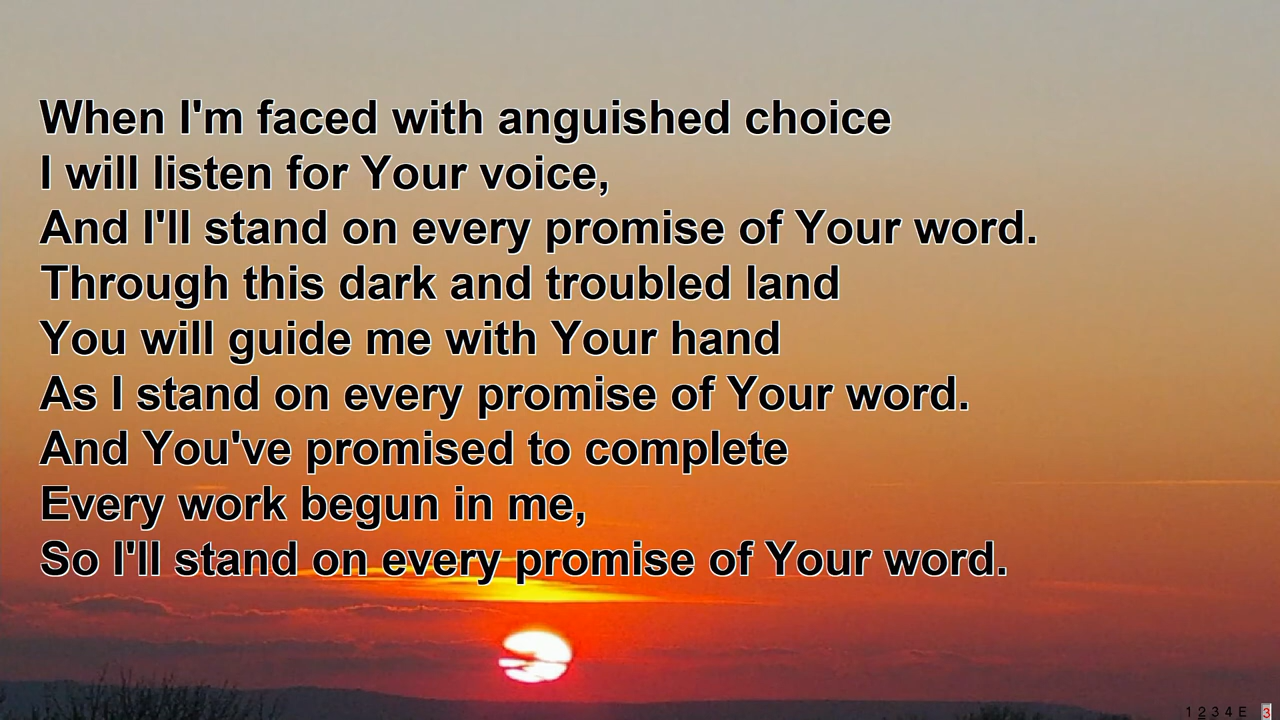 When I'm faced with anguished choice
I will listen for Your voice,
And I'll stand on every promise of Your word.
Through this dark and troubled land
You will guide me with Your hand
As I stand on every promise of Your word.
And You've promised to complete
Every work begun in me,
So I'll stand on every promise of Your word.
1 2 3 4 E 3